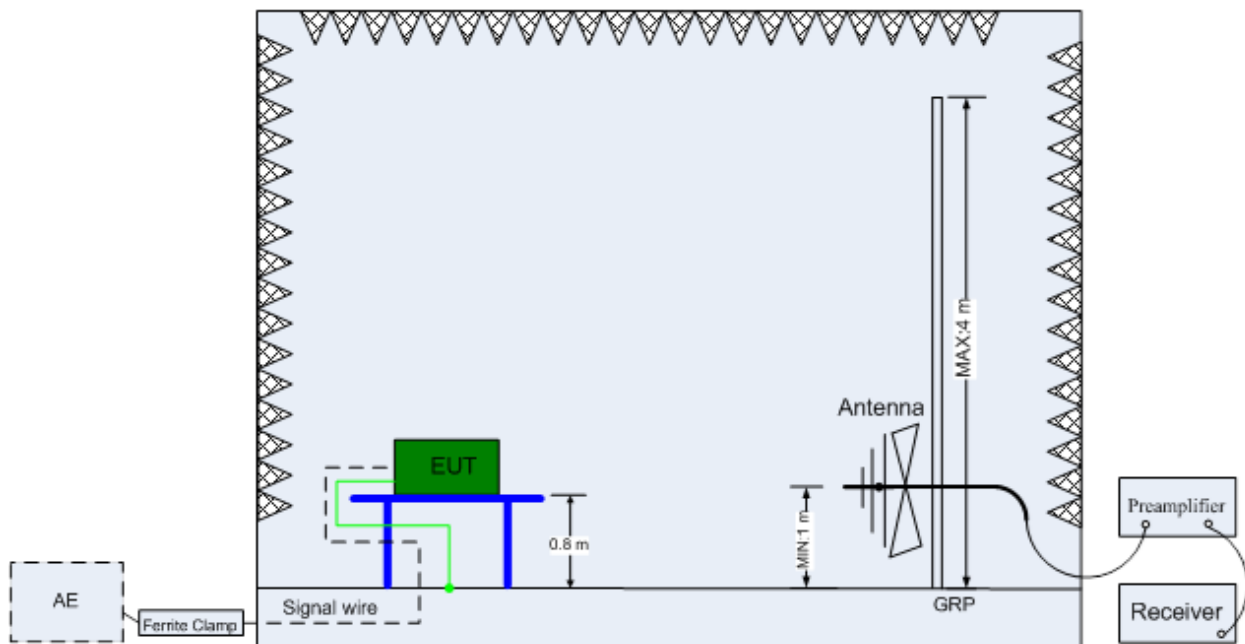 MAX:4 m
Antenna
EUT
MIN:1 m
Preamplifier
0.8 m
AE
Signal wire
GRP
Receiver
Ferrite Clamp